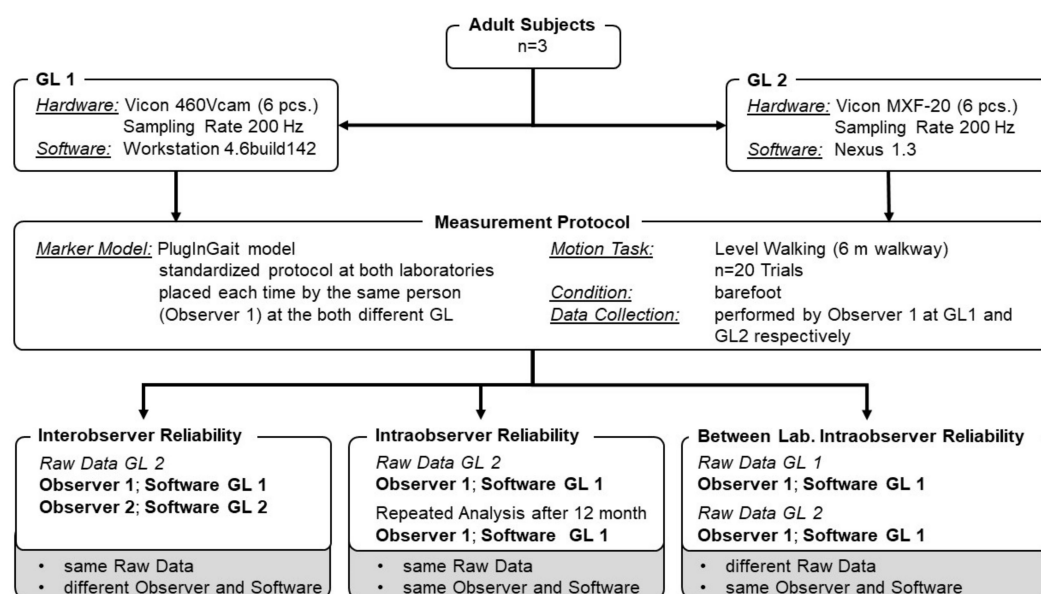 Adult Subjects
n=3
GL 1
Hardware: Vicon 460Vcam (6 pcs.)
Sampling Rate 200 Hz
Software: Workstation 4.6build142
GL 2
Hardware: Vicon MXF-20 (6 pcs.)
Sampling Rate 200 Hz
Software: Nexus 1.3
Measurement Protocol
Marker Model: PlugInGait model
standardized protocol at both laboratories
placed each time by the same person
(Observer 1) at the both different GL
Motion Task: Level Walking (6 m walkway)
n=20 Trials
Condition: barefoot
Data Collection: performed by Observer 1 at GL1 and
GL2 respectively
Interobserver Reliability
Raw Data GL 2
Observer 1; Software GL 1
Observer 2; Software GL 2
• same Raw Data
• different Observer and Software
Intraobserver Reliability
Raw Data GL 2
Observer 1; Software GL 1
Repeated Analysis after 12 month
Observer 1; Software GL 1
• same Raw Data
• same Observer and Software
Between Lab. Intraobserver Reliability
Raw Data GL 1
Observer 1; Software GL 1
Raw Data GL 2
Observer 1; Software GL 1
• different Raw Data
• same Observer and Software